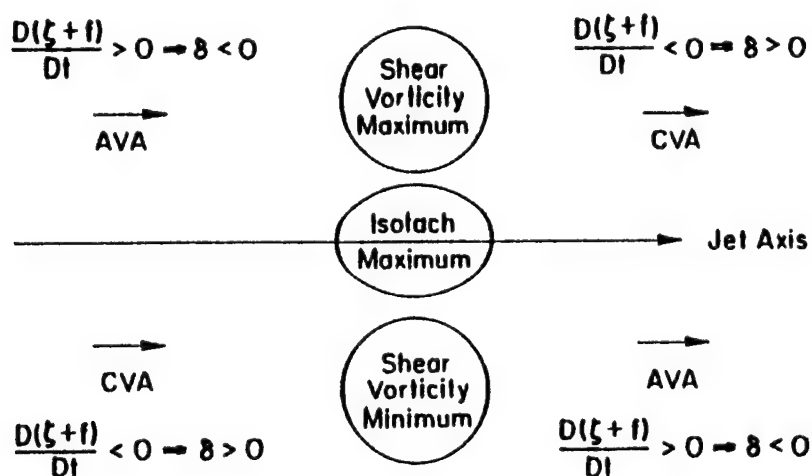 D(ζ+f)/Dt > 0 → δ < 0
AVA
Shear
Vorticity
Maximum
D(ζ+f)/Dt < 0 → δ > 0
CVA
Isotach
Maximum
Jet Axis
CVA
D(ζ+f)/Dt < 0 → δ > 0
Shear
Vorticity
Minimum
AVA
D(ζ+f)/Dt > 0 → δ < 0